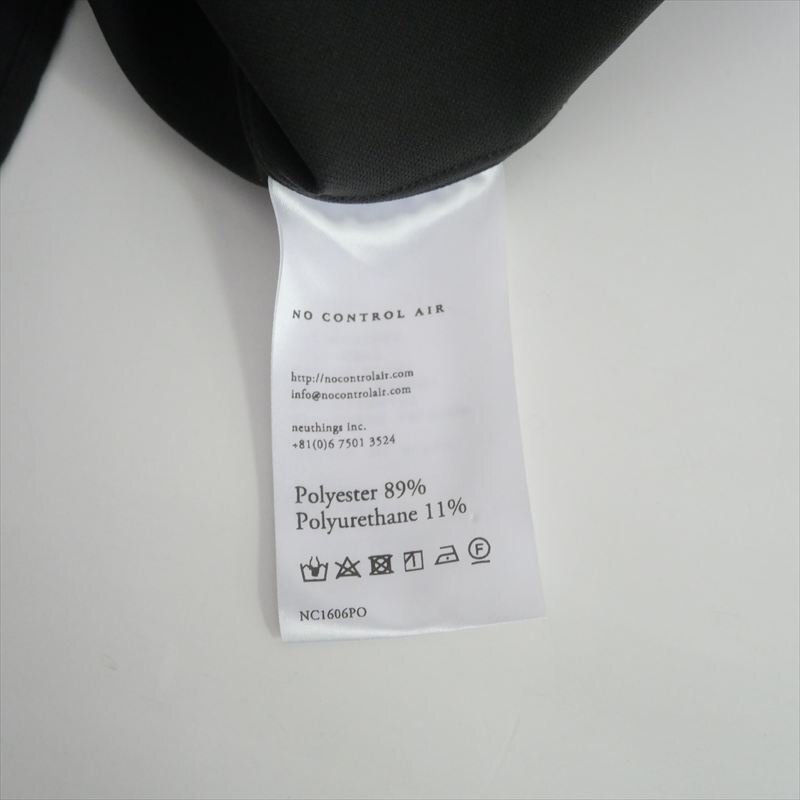 NO CONTROL AIR
http://nocontrolair.com
info@nocontrolair.com
neuthings inc.
+81(0)6 7501 3524
Polyester 89%
Polyurethane 11%
F
NC1606PO